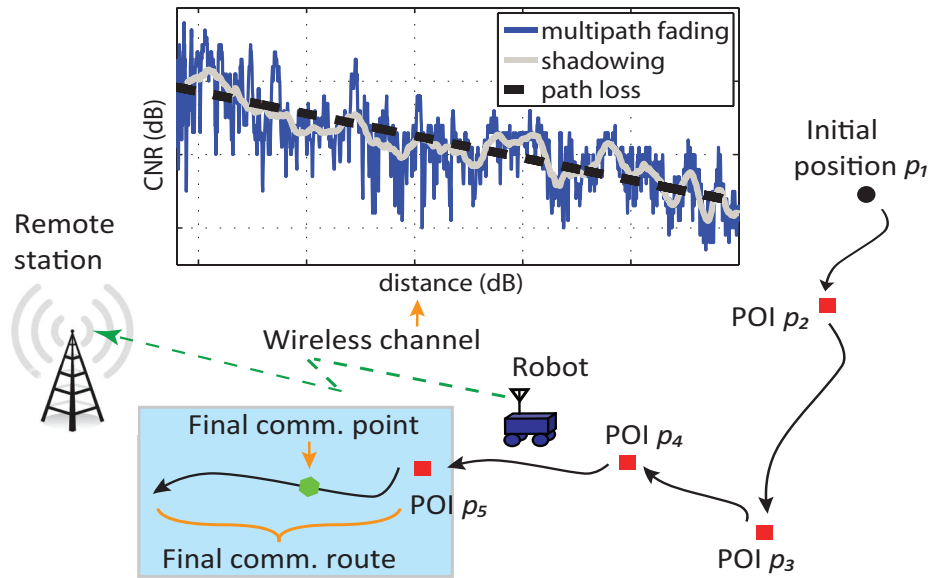 multipath fading
shadowing
path loss
CNR (dB)
distance (dB)
Initial
position p₁
Remote
station
POI p₂
Wireless channel
Robot
Final comm. point
POI p₄
POI p₅
Final comm. route
POI p₃